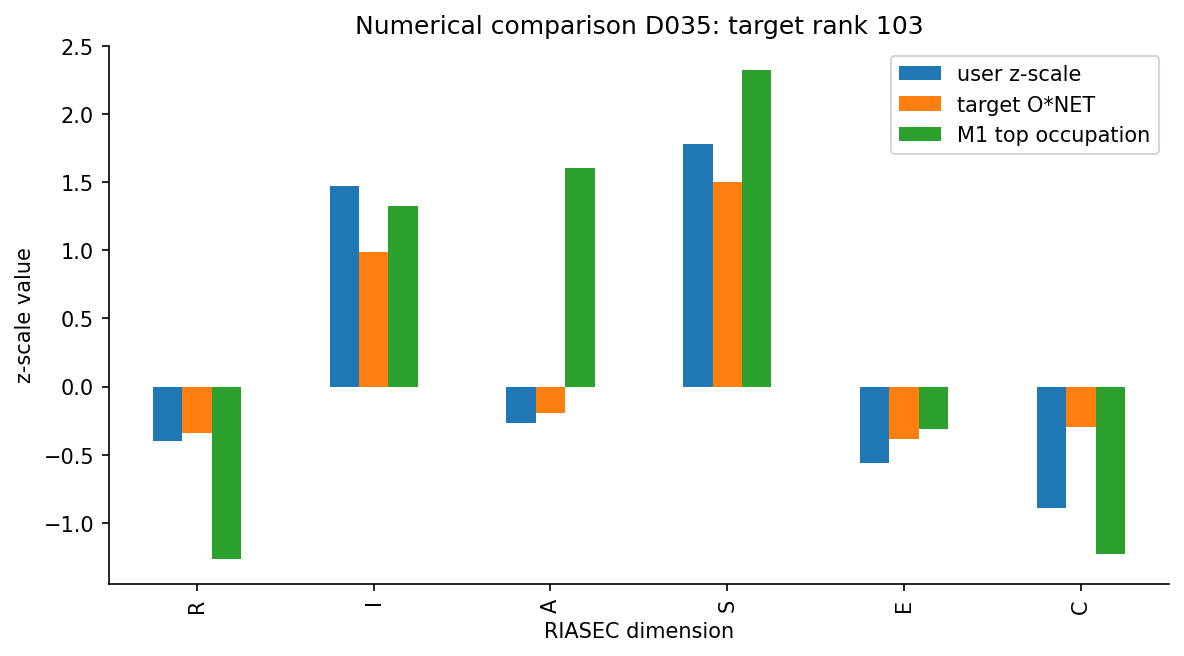 Numerical comparison D035: target rank 103
user z-scale
target O*NET
M1 top occupation
z-scale value
2.5
2.0
1.5
1.0
0.5
0.0
−0.5
−1.0
R
I
A
S
E
C
RIASEC dimension